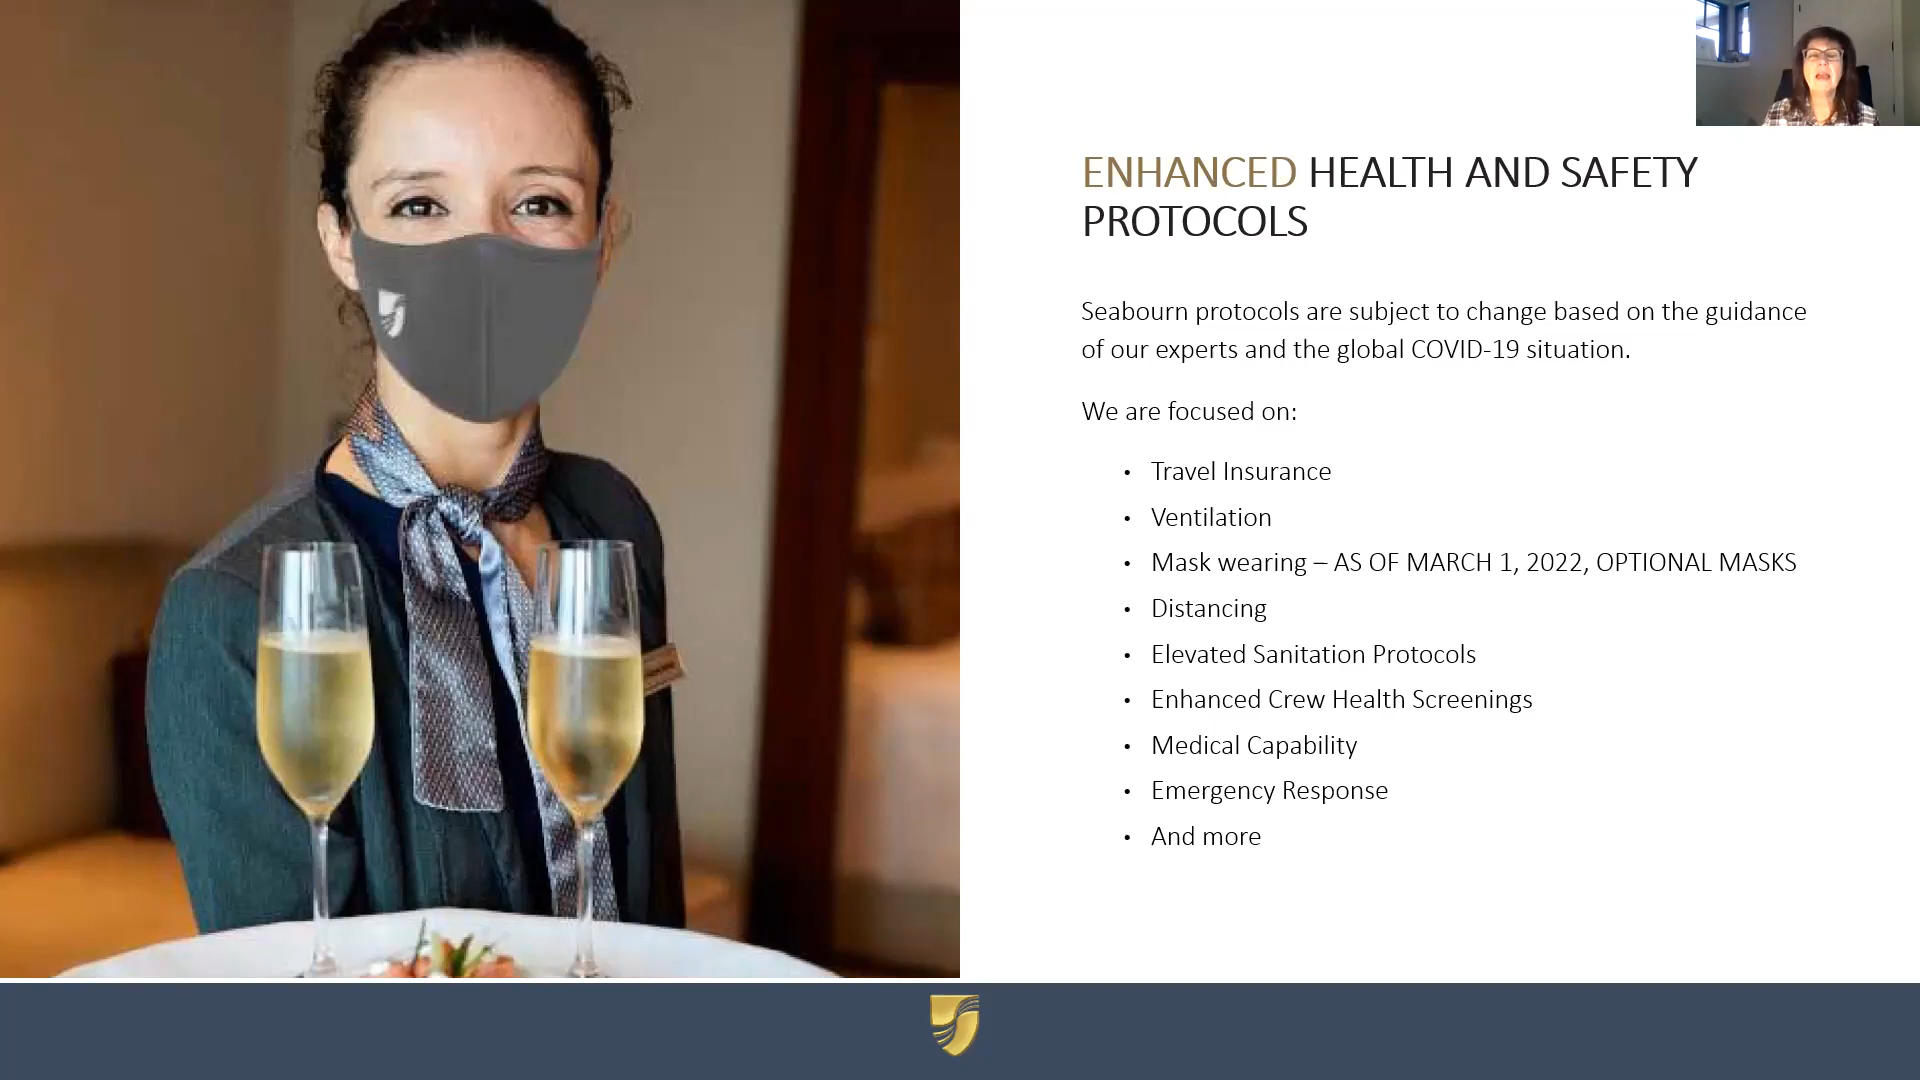 ENHANCED HEALTH AND SAFETY
PROTOCOLS
Seabourn protocols are subject to change based on the guidance
of our experts and the global COVID-19 situation.
We are focused on:
• Travel Insurance
• Ventilation
• Mask wearing – AS OF MARCH 1, 2022, OPTIONAL MASKS
• Distancing
• Elevated Sanitation Protocols
• Enhanced Crew Health Screenings
• Medical Capability
• Emergency Response
• And more